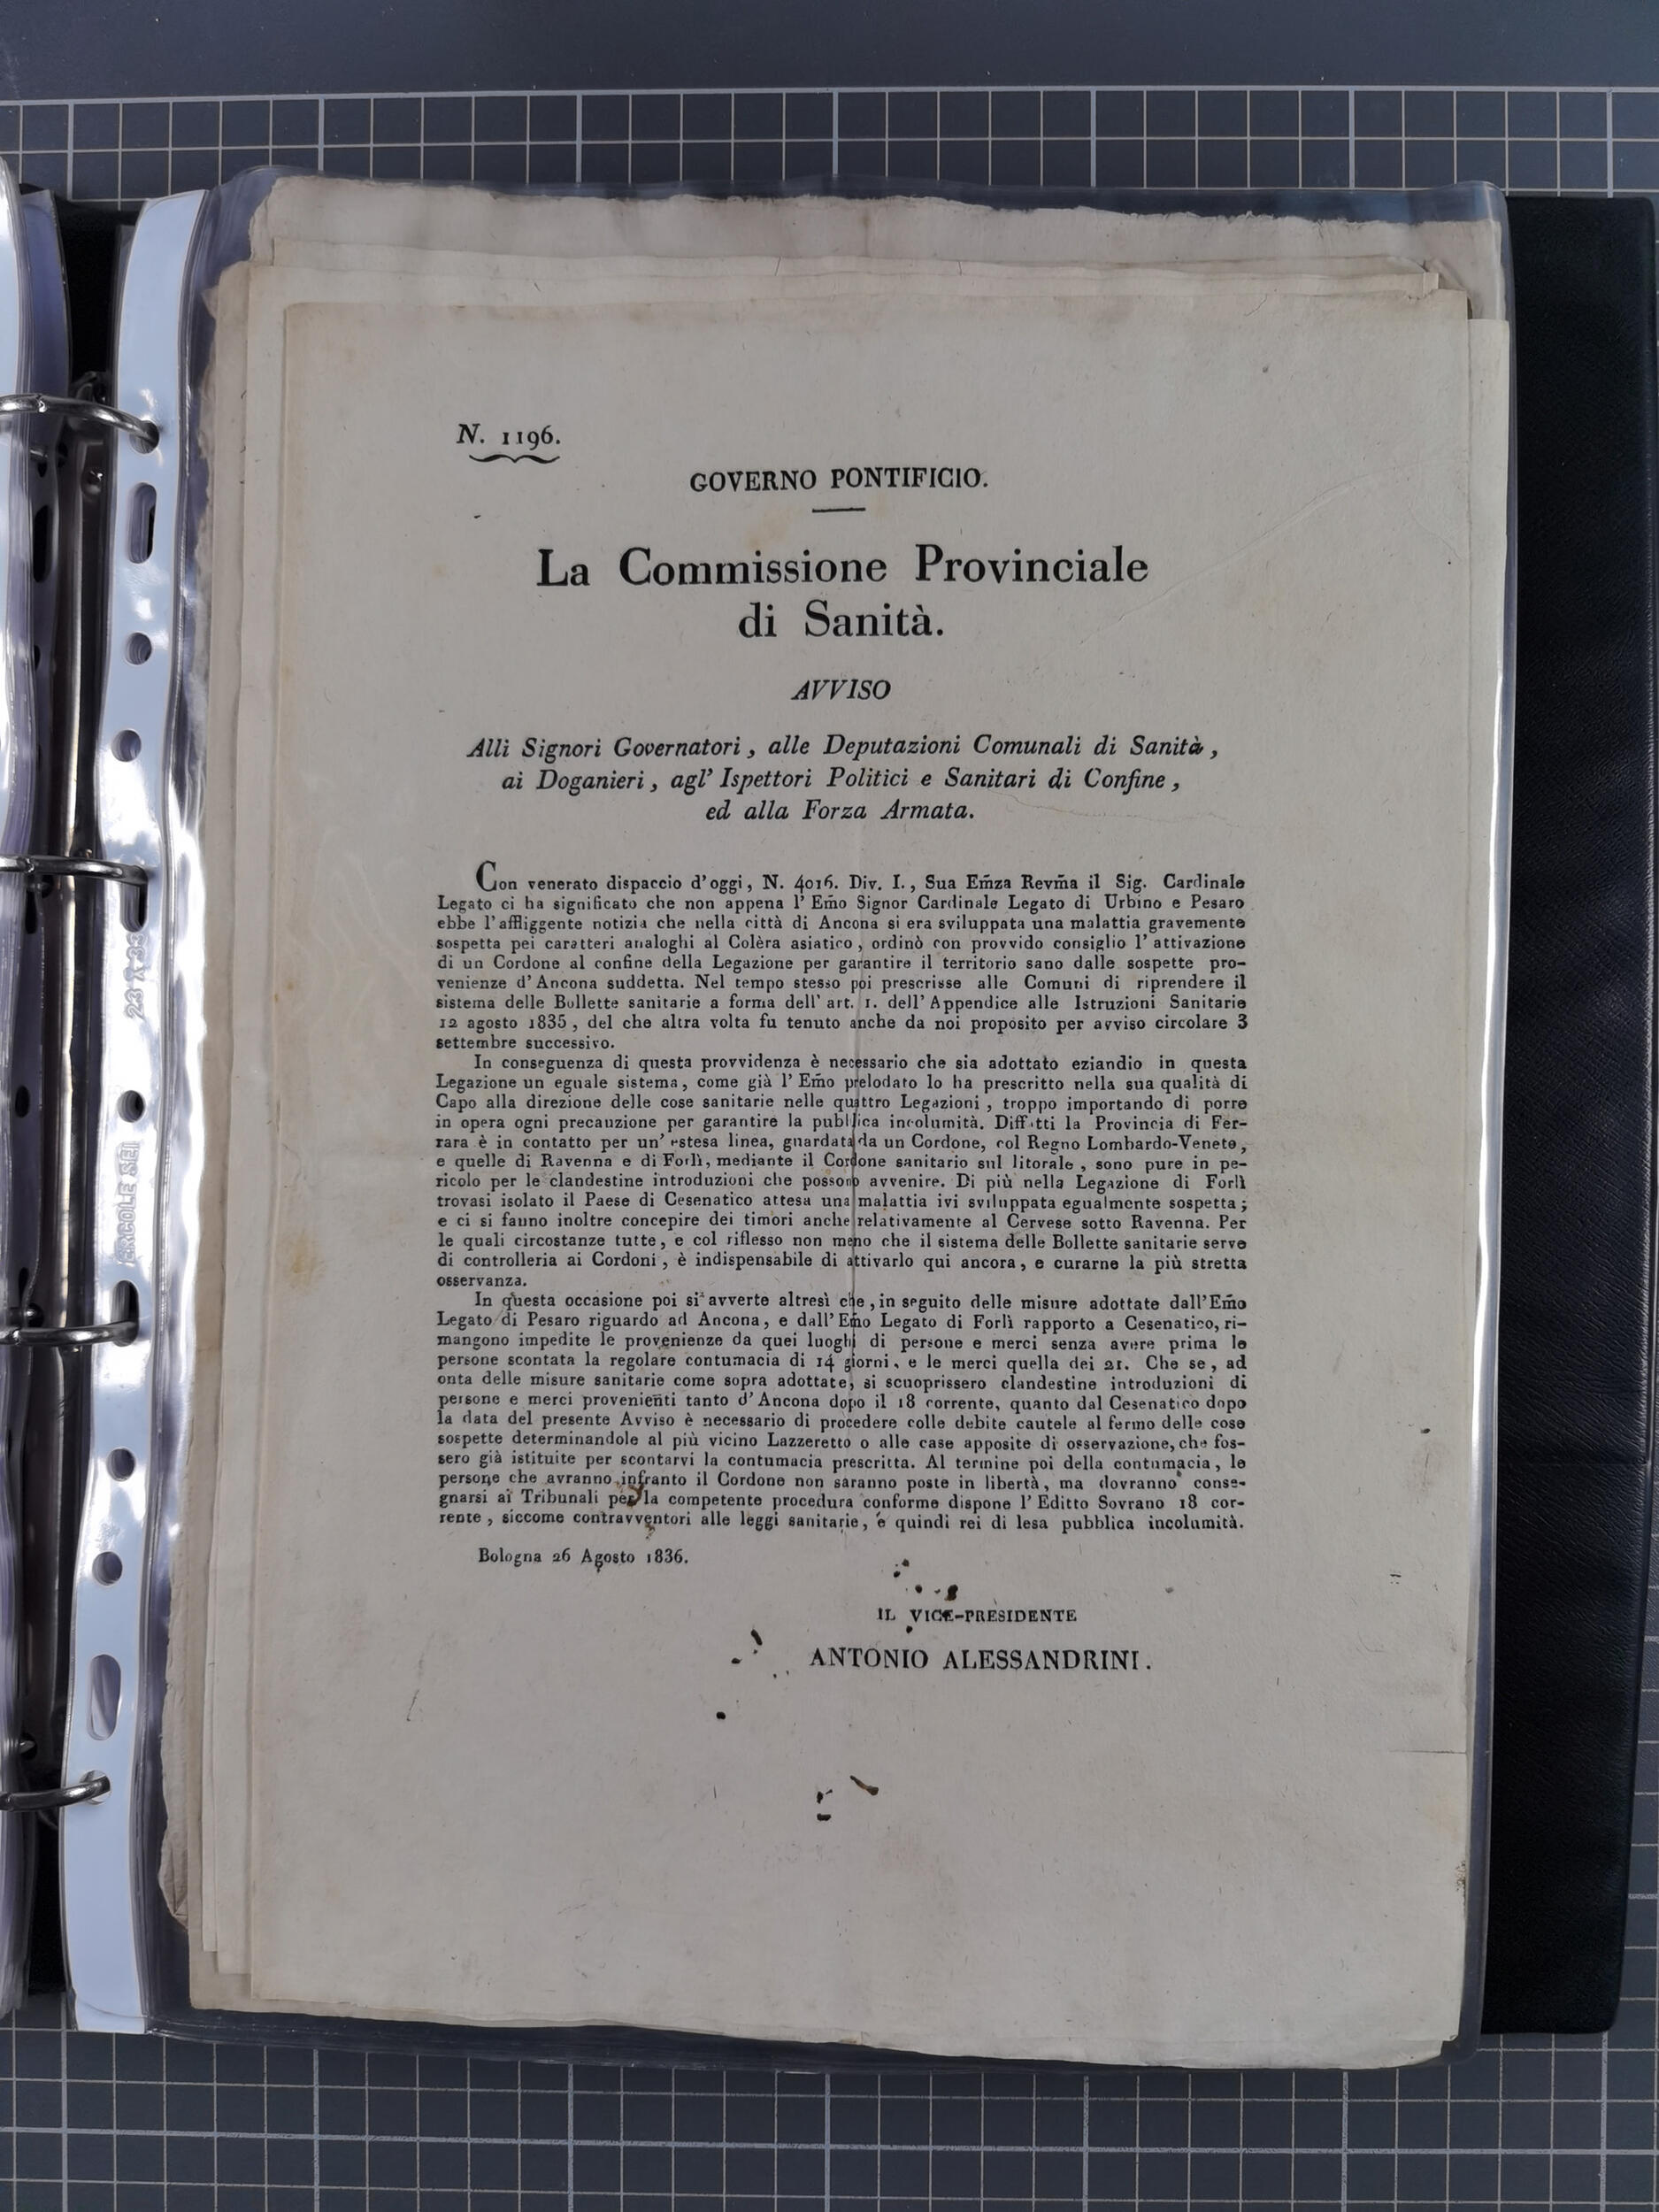 N. 1196.
GOVERNO PONTIFICIO.
La Commissione Provinciale
di Sanità.
AVVISO
Alli Signori Governatori, alle Deputazioni Comunali di Sanità,
ai Doganieri, agl' Ispettori Politici e Sanitari di Confine,
ed alla Forza Armata.
Con venerato dispaccio d'oggi, N. 4016. Div. I., Sua Em̃za Revm̃a il Sig. Cardinale
Legato ci ha significato che non appena l' Em̃o Signor Cardinale Legato di Urbino e Pesaro
ebbe l'affliggente notizia che nella città di Ancona si era sviluppata una malattia gravemente
sospetta pei caratteri analoghi al Colèra asiatico, ordinò con provvido consiglio l' attivazione
di un Cordone al confine della Legazione per garantire il territorio sano dalle sospette pro-
venienze d'Ancona suddetta. Nel tempo stesso poi prescrisse alle Comuni di riprendere il
sistema delle Bollette sanitarie a forma dell' art. 1. dell' Appendice alle Istruzioni Sanitarie
12 agosto 1835, del che altra volta fu tenuto anche da noi proposito per avviso circolare 3
settembre successivo.
In conseguenza di questa provvidenza è necessario che sia adottato eziandio in questa
Legazione un eguale sistema, come già l' Em̃o prelodato lo ha prescritto nella sua qualità di
Capo alla direzione delle cose sanitarie nelle quattro Legazioni, troppo importando di porre
in opera ogni precauzione per garantire la pubblica incolumità. Diffatti la Provincia di Fer-
rara è in contatto per un' estesa linea, guardata da un Cordone, col Regno Lombardo-Veneto,
e quelle di Ravenna e di Forlì, mediante il Cordone sanitario sul litorale, sono pure in pe-
ricolo per le clandestine introduzioni che possono avvenire. Di più nella Legazione di Forlì
trovasi isolato il Paese di Cesenatico attesa una malattia ivi sviluppata egualmente sospetta;
e ci si fanno inoltre concepire dei timori anche relativamente al Cervese sotto Ravenna. Per
le quali circostanze tutte, e col riflesso non meno che il sistema delle Bollette sanitarie serve
di controlleria ai Cordoni, è indispensabile di attivarlo qui ancora, e curarne la più stretta
osservanza.
In questa occasione poi si avverte altresì che, in seguito delle misure adottate dall'Em̃o
Legato di Pesaro riguardo ad Ancona, e dall' Em̃o Legato di Forlì rapporto a Cesenatico, ri-
mangono impedite le provenienze da quei luoghi di persone e merci senza avere prima le
persone scontata la regolare contumacia di 14 giorni, e le merci quella dei 21. Che se, ad
onta delle misure sanitarie come sopra adottate, si scuoprissero clandestine introduzioni di
persone e merci provenienti tanto d' Ancona dopo il 18 corrente, quanto dal Cesenatico dopo
la data del presente Avviso è necessario di procedere colle debite cautele al fermo delle cose
sospette determinandole al più vicino Lazzeretto o alle case apposite di osservazione, che fos-
sero già istituite per scontarvi la contumacia prescritta. Al termine poi della contumacia, le
persone che avranno infranto il Cordone non saranno poste in libertà, ma dovranno conse-
gnarsi ai Tribunali per la competente procedura conforme dispone l' Editto Sovrano 18 cor-
rente, siccome contravventori alle leggi sanitarie, e quindi rei di lesa pubblica incolumità.
Bologna 26 Agosto 1836.
IL VICE-PRESIDENTE
ANTONIO ALESSANDRINI.
ERCOLE SEI